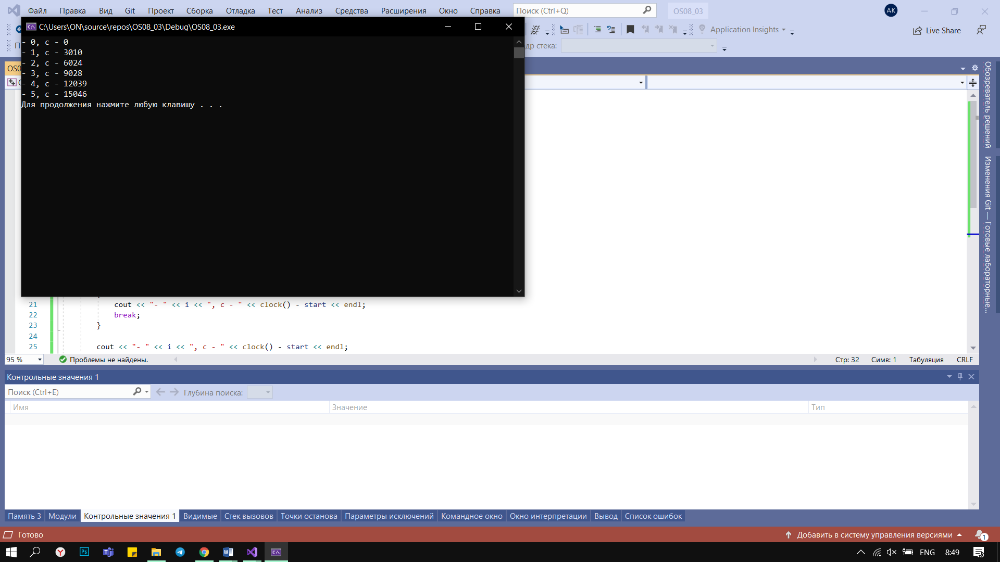 Файл Правка Вид Git Проект Сборка Отладка Тест Анализ Средства Расширения Окно Справка Поиск (Ctrl+Q) OS08_03 AK
C:\Users\ON\source\repos\OS08_03\Debug\OS08_03.exe
Application Insights Live Share
др стека:
- 0, c - 0
- 1, c - 3010
- 2, c - 6024
- 3, c - 9028
- 4, c - 12039
- 5, c - 15046
Для продолжения нажмите любую клавишу . . .
OS0
Обозреватель решений
Изменения Git — Готовые лабораторные...
21 cout << "- " << i << ", c - " << clock() - start << endl;
22 break;
23 }
24
25 cout << "- " << i << ", c - " << clock() - start << endl;
95 % Проблемы не найдены. Стр: 32 Симв: 1 Табуляция CRLF
Контрольные значения 1
Поиск (Ctrl+E) Глубина поиска:
Имя Значение Тип
Память 3 Модули Контрольные значения 1 Видимые Стек вызовов Точки останова Параметры исключений Командное окно Окно интерпретации Вывод Список ошибок
Готово Добавить в систему управления версиями 1
ENG 8:49